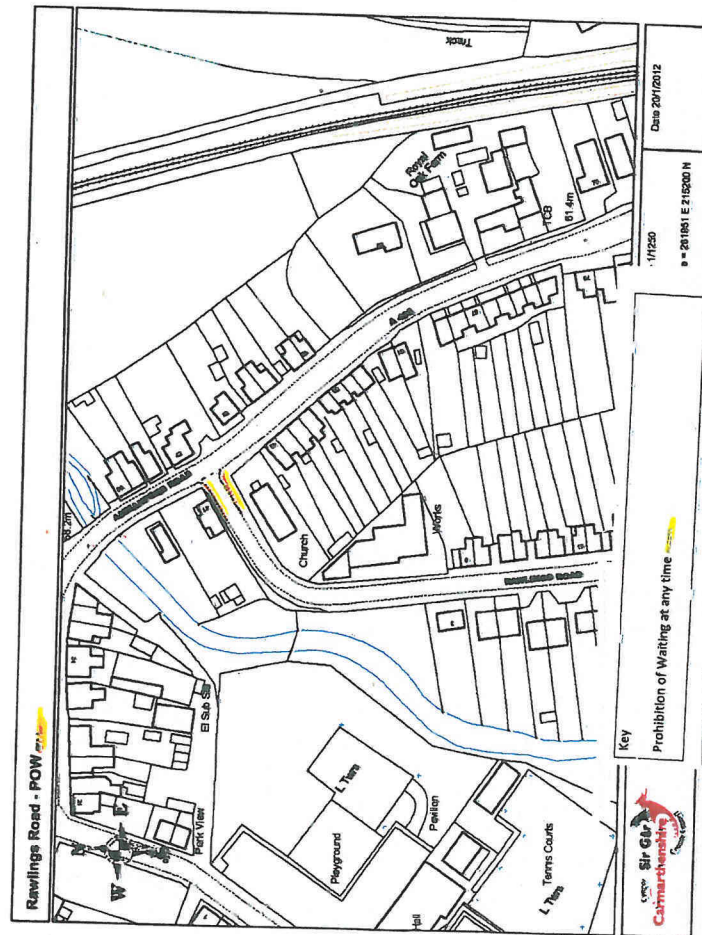 Rawlings Road - POW
Track
Royal
Oak Farm
TCB
61.4m
A 483
AMMANFORD ROAD
Church
Works
RAWLINGS ROAD
El Sub Sta
Park View
L Twrs
Playground
Pavilion
Tennis Courts
L Twrs
Hall
N
E
S
W
Key
Prohibition of Waiting at any time
Sir Gâr
Carmarthenshire
1/1250
Date 20/1/2012